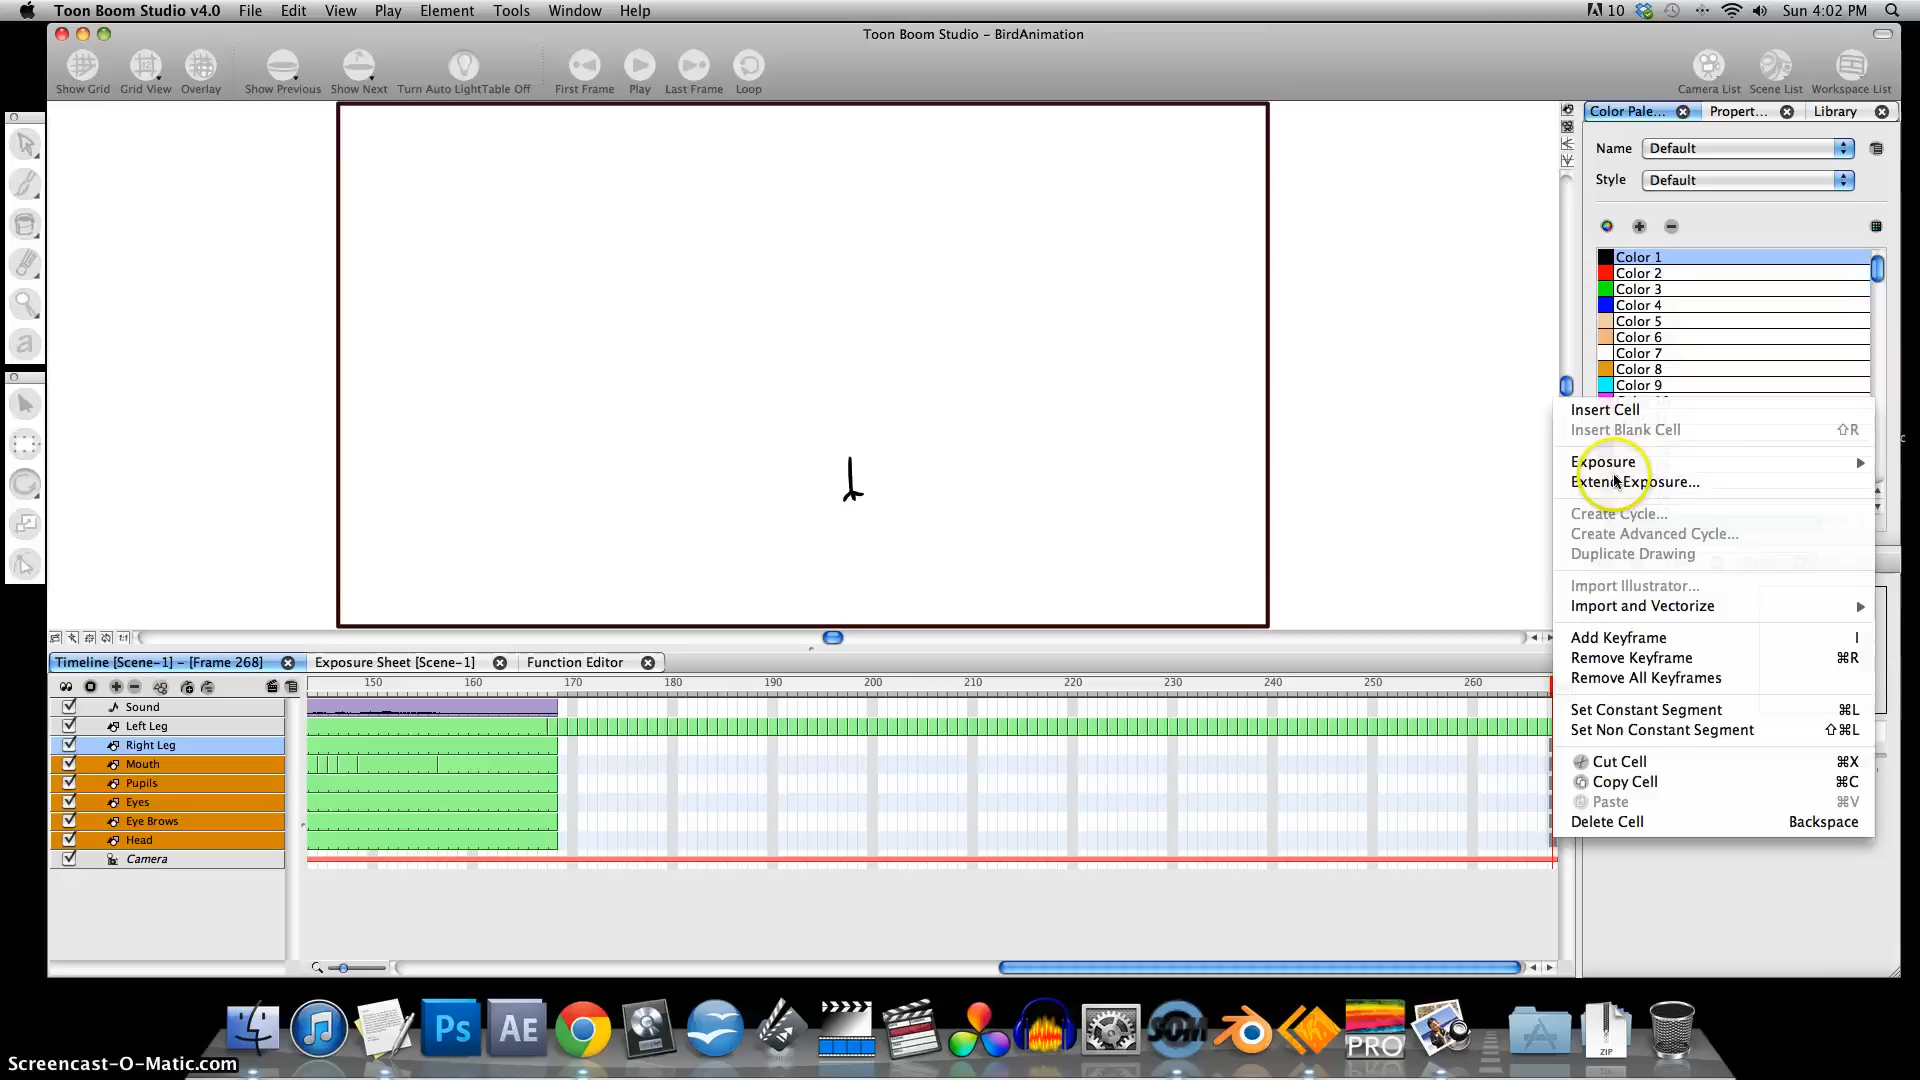 Toon Boom Studio v4.0 File Edit View Play Element Tools Window Help 10 Sun 4:02 PM
Toon Boom Studio - BirdAnimation
Show Grid Grid View Overlay Show Previous Show Next Turn Auto LightTable Off First Frame Play Last Frame Loop Camera List Scene List Workspace List
Color Pale... Propert... Library
Name Default
Style Default
Color 1
Color 2
Color 3
Color 4
Color 5
Color 6
Color 7
Color 8
Color 9
Insert Cell
Insert Blank Cell ⇧R
Exposure
Extend Exposure...
Create Cycle...
Create Advanced Cycle...
Duplicate Drawing
Import Illustrator...
Import and Vectorize
Add Keyframe I
Remove Keyframe ⌘R
Remove All Keyframes
Set Constant Segment ⌘L
Set Non Constant Segment ⇧⌘L
Cut Cell ⌘X
Copy Cell ⌘C
Paste ⌘V
Delete Cell Backspace
Timeline [Scene-1] - [Frame 268] Exposure Sheet [Scene-1] Function Editor
150 160 170 180 190 200 210 220 230 240 250 260
Sound
Left Leg
Right Leg
Mouth
Pupils
Eyes
Eye Brows
Head
Camera
Ps AE SOM PRO ZIP
Screencast-O-Matic.com